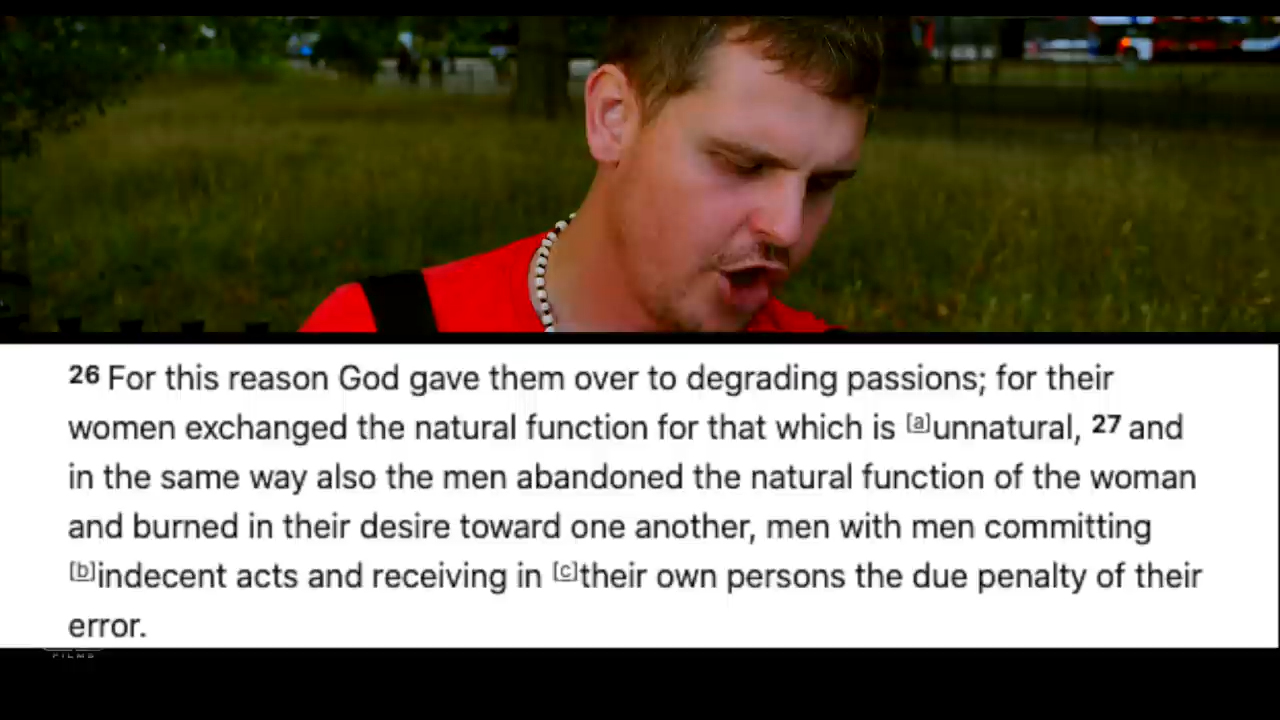 26 For this reason God gave them over to degrading passions; for their
women exchanged the natural function for that which is [a]unnatural, 27 and
in the same way also the men abandoned the natural function of the woman
and burned in their desire toward one another, men with men committing
[b]indecent acts and receiving in [c]their own persons the due penalty of their
error.
FILMS